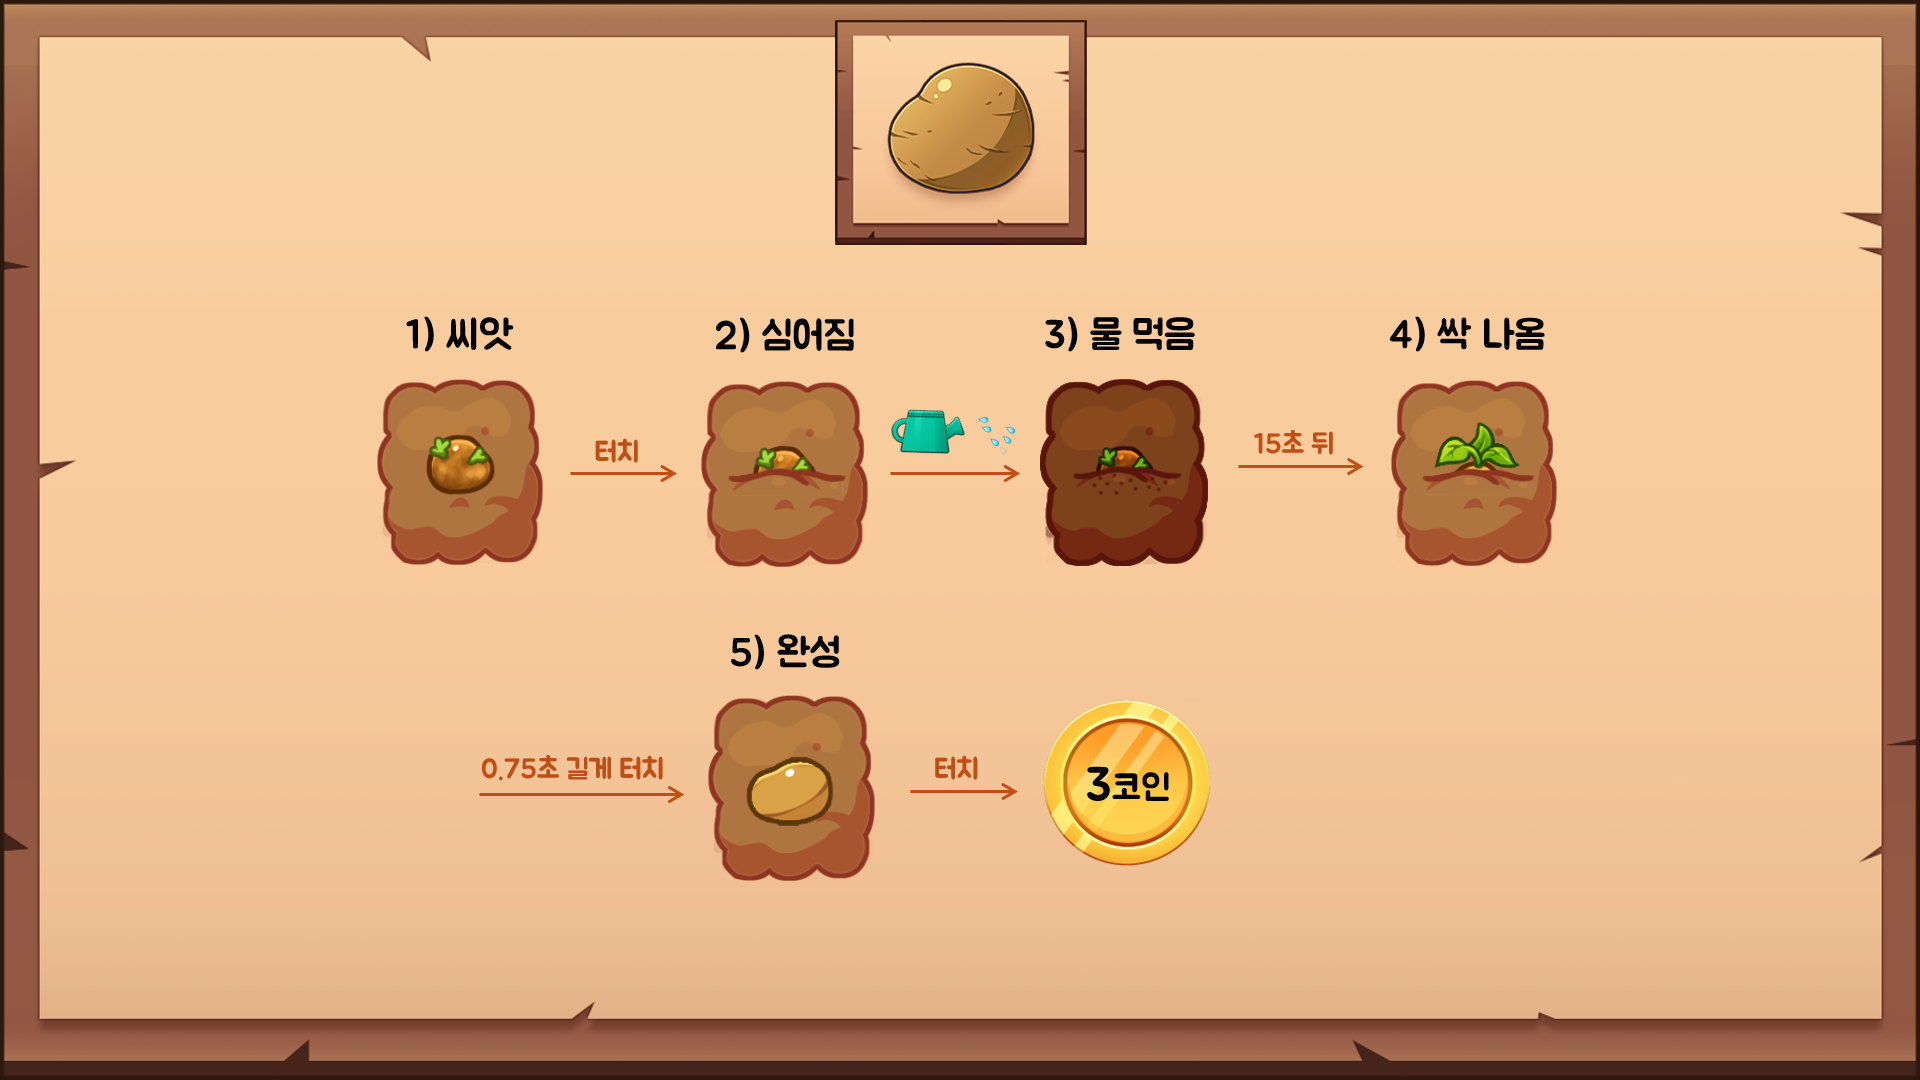 1) 씨앗
터치
2) 심어짐
3) 물 먹음
15초 뒤
4) 싹 나옴
0.75초 길게 터치
5) 완성
터치
3코인